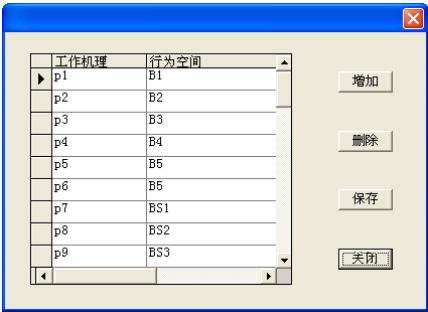 工作机理 行为空间
p1 B1
p2 B2
p3 B3
p4 B4
p5 B5
p6 B5
p7 BS1
p8 BS2
p9 BS3
增加
删除
保存
关闭